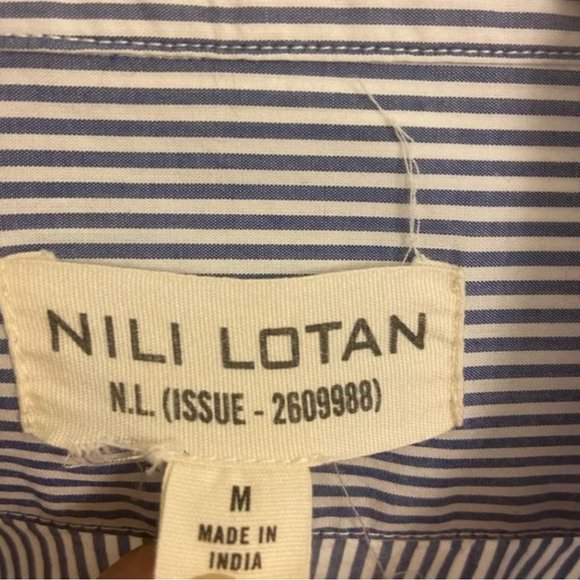 NILI LOTAN
N.L. (ISSUE - 2609988)
M
MADE IN
INDIA